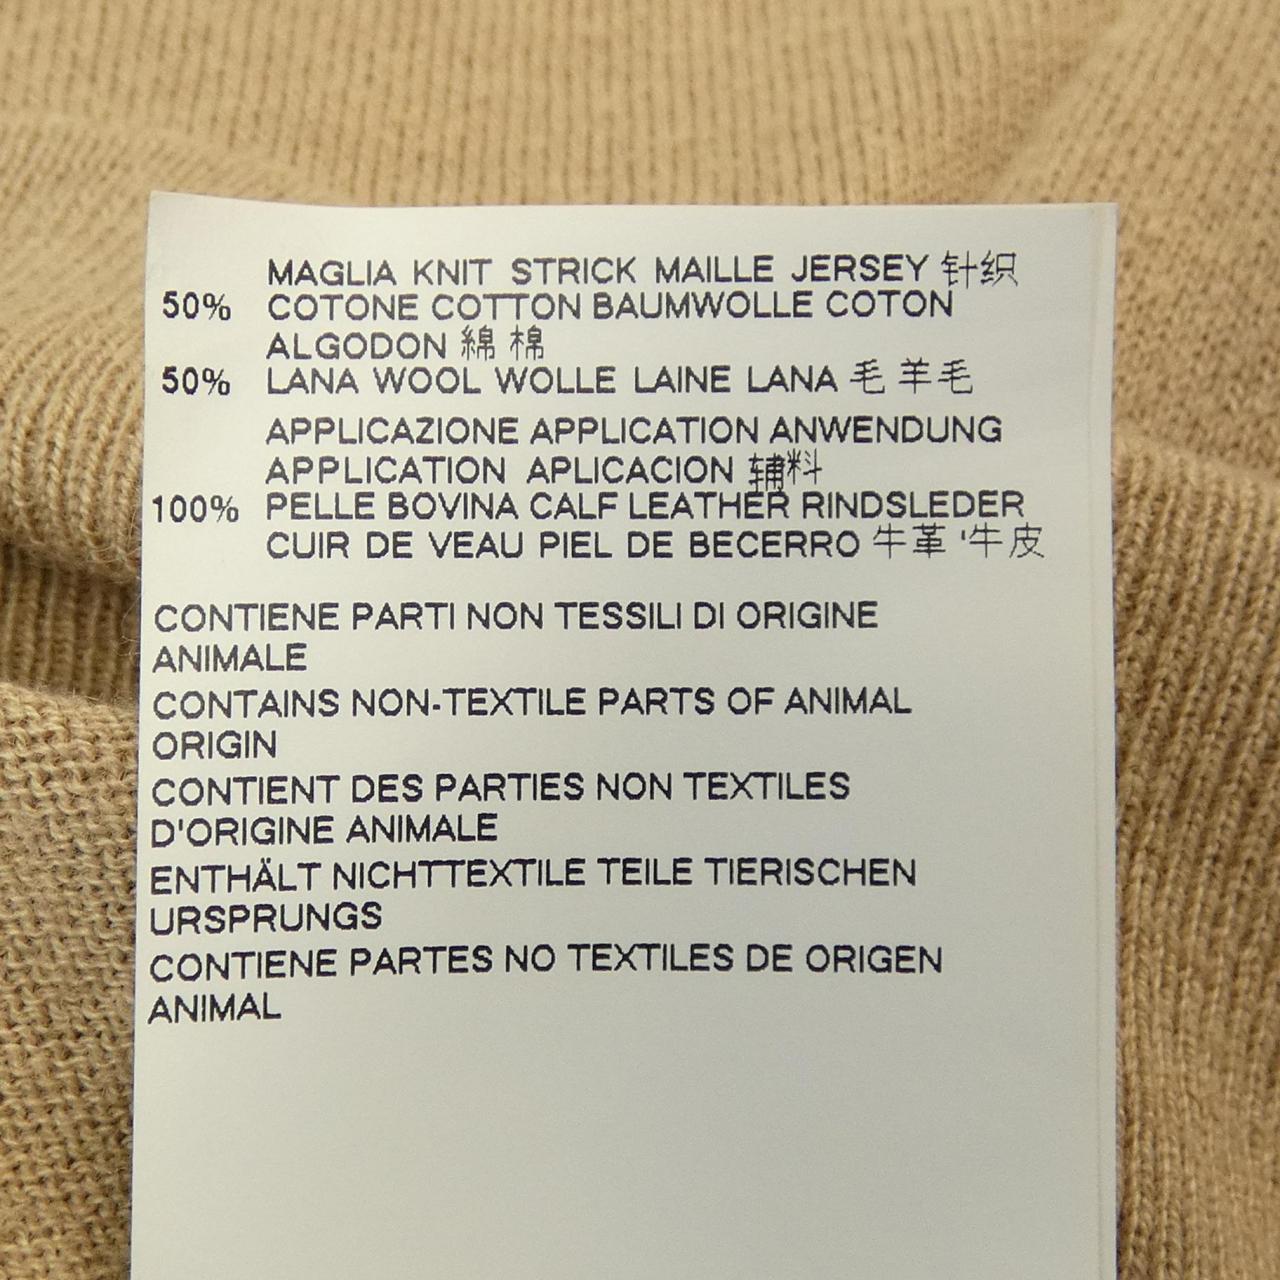 MAGLIA KNIT STRICK MAILLE JERSEY 针织
50% COTONE COTTON BAUMWOLLE COTON
ALGODON 綿 棉
50% LANA WOOL WOLLE LAINE LANA 毛 羊毛
APPLICAZIONE APPLICATION ANWENDUNG
APPLICATION APLICACION 辅料
100% PELLE BOVINA CALF LEATHER RINDSLEDER
CUIR DE VEAU PIEL DE BECERRO 牛革 '牛皮
CONTIENE PARTI NON TESSILI DI ORIGINE
ANIMALE
CONTAINS NON-TEXTILE PARTS OF ANIMAL
ORIGIN
CONTIENT DES PARTIES NON TEXTILES
D'ORIGINE ANIMALE
ENTHÄLT NICHTTEXTILE TEILE TIERISCHEN
URSPRUNGS
CONTIENE PARTES NO TEXTILES DE ORIGEN
ANIMAL